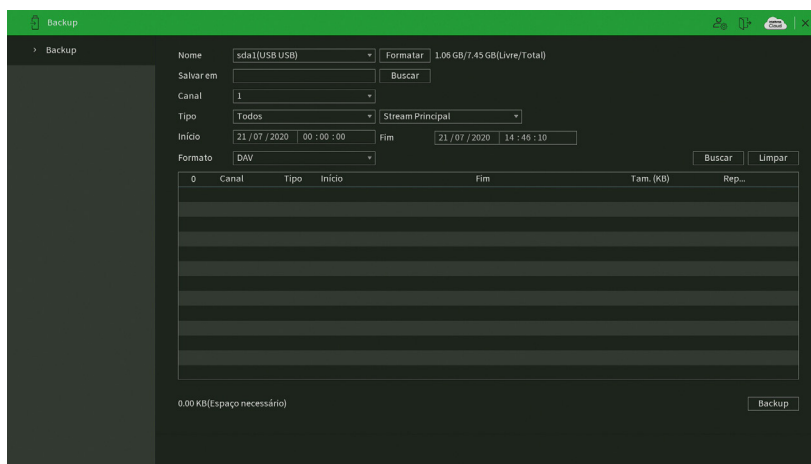 Backup
Backup
Nome sda1(USB USB) Formatar 1.06 GB/7.45 GB(Livre/Total)
Salvar em Buscar
Canal 1
Tipo Todos Stream Principal
Início 21 / 07 / 2020 00 : 00 : 00 Fim 21 / 07 / 2020 14 : 46 : 10
Formato DAV Buscar Limpar
0 Canal Tipo Início Fim Tam. (KB) Rep...
0.00 KB(Espaço necessário) Backup